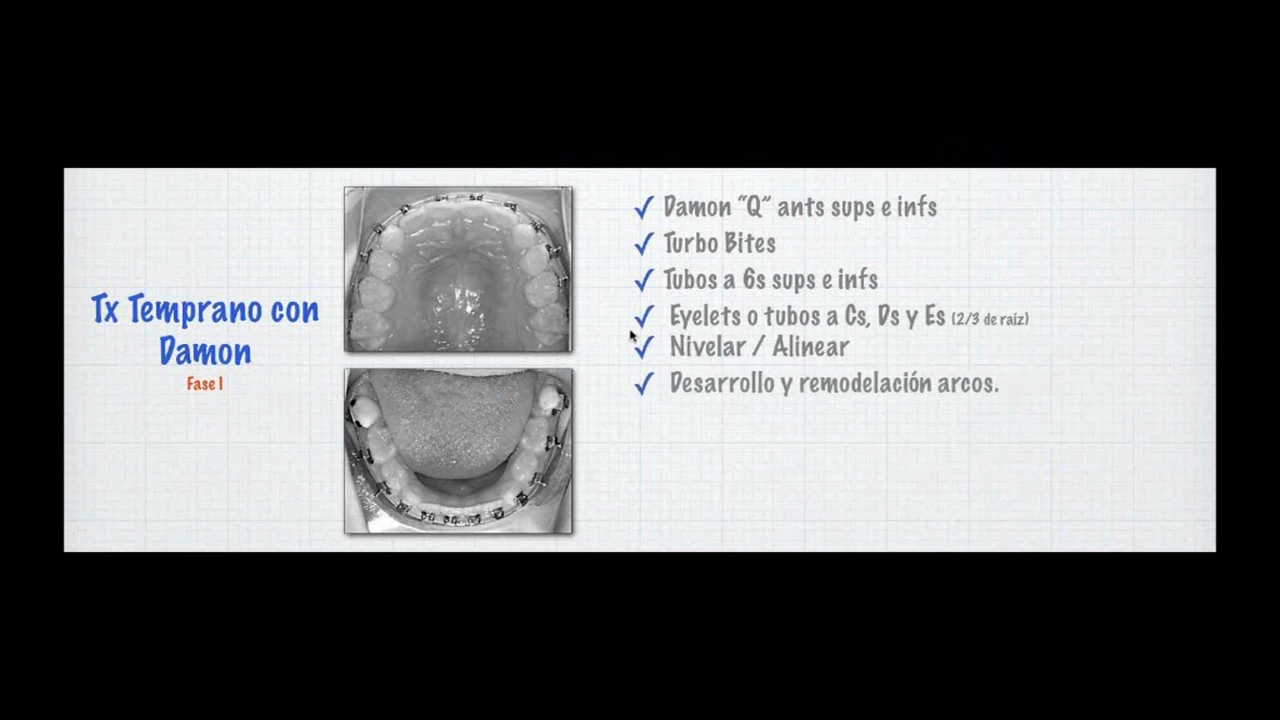 Tx Temprano con
Damon
Fase I
Damon "Q" ants sups e infs
Turbo Bites
Tubos a 6s sups e infs
Eyelets o tubos a Cs, Ds y Es (2/3 de raíz)
Nivelar / Alinear
Desarrollo y remodelación arcos.